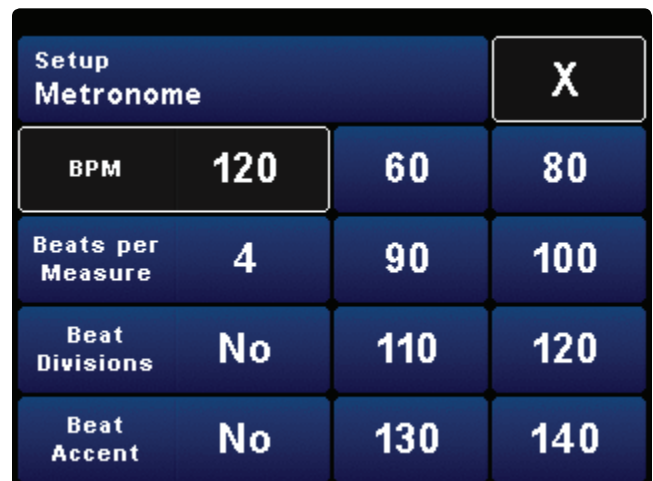 Setup
Metronome
X
BPM 120 60 80
Beats per
Measure
4 90 100
Beat
Divisions
No 110 120
Beat
Accent
No 130 140